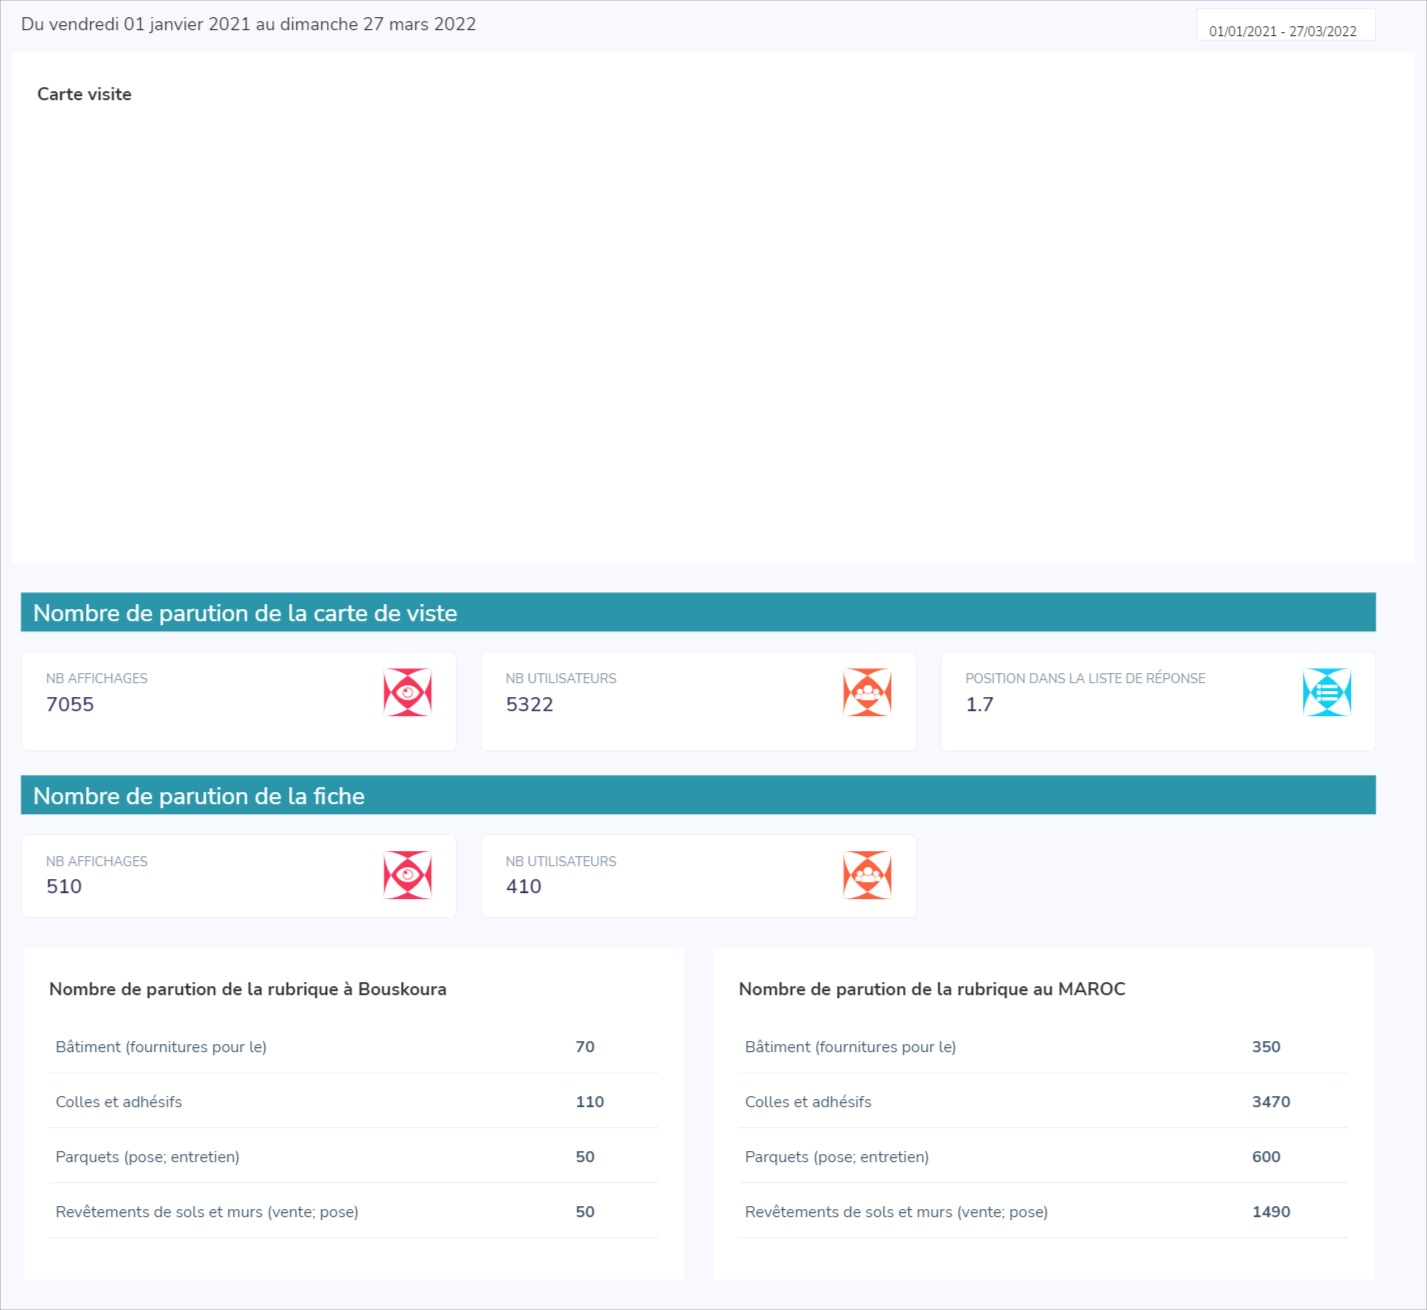 Du vendredi 01 janvier 2021 au dimanche 27 mars 2022
01/01/2021 - 27/03/2022
Carte visite
Nombre de parution de la carte de viste
NB AFFICHAGES
7055
NB UTILISATEURS
5322
POSITION DANS LA LISTE DE RÉPONSE
1.7
Nombre de parution de la fiche
NB AFFICHAGES
510
NB UTILISATEURS
410
Nombre de parution de la rubrique à Bouskoura
Bâtiment (fournitures pour le) 70
Colles et adhésifs 110
Parquets (pose; entretien) 50
Revêtements de sols et murs (vente; pose) 50
Nombre de parution de la rubrique au MAROC
Bâtiment (fournitures pour le) 350
Colles et adhésifs 3470
Parquets (pose; entretien) 600
Revêtements de sols et murs (vente; pose) 1490